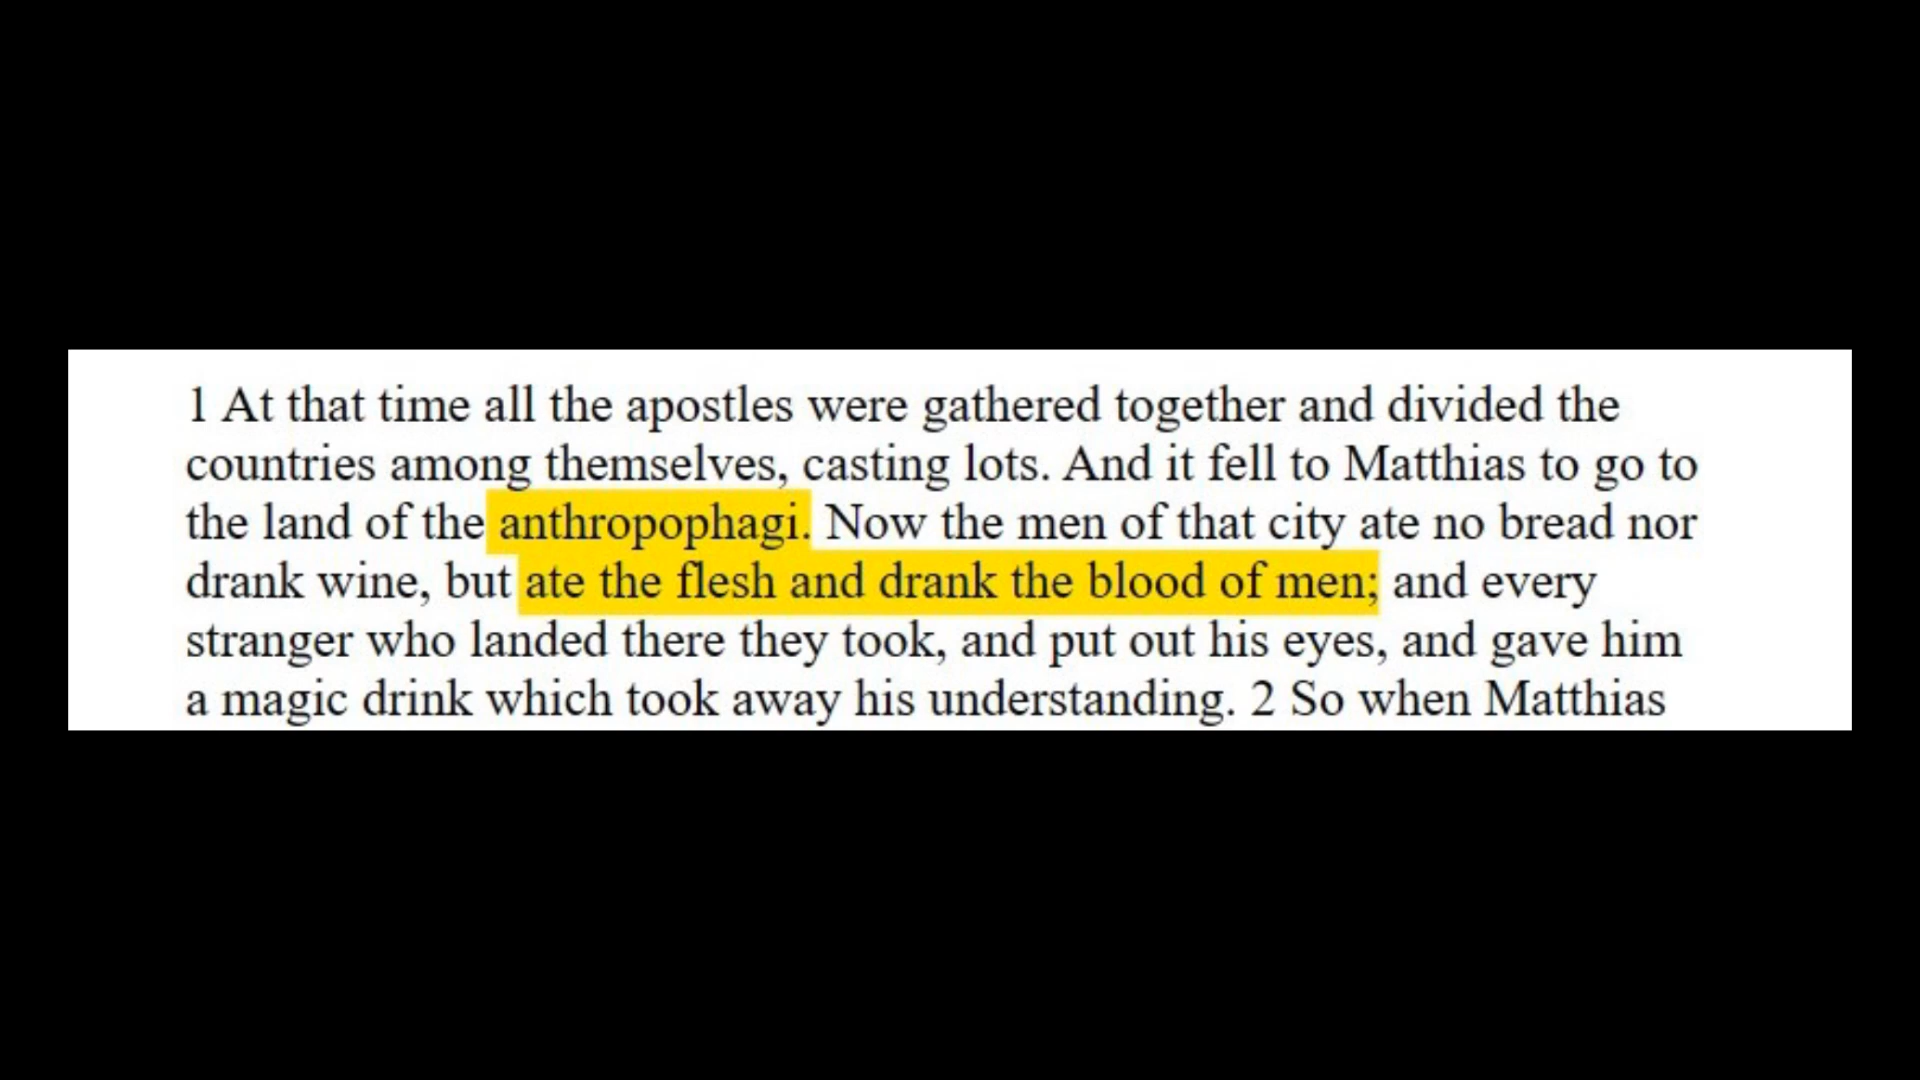 1 At that time all the apostles were gathered together and divided the
countries among themselves, casting lots. And it fell to Matthias to go to
the land of the anthropophagi. Now the men of that city ate no bread nor
drank wine, but ate the flesh and drank the blood of men; and every
stranger who landed there they took, and put out his eyes, and gave him
a magic drink which took away his understanding. 2 So when Matthias